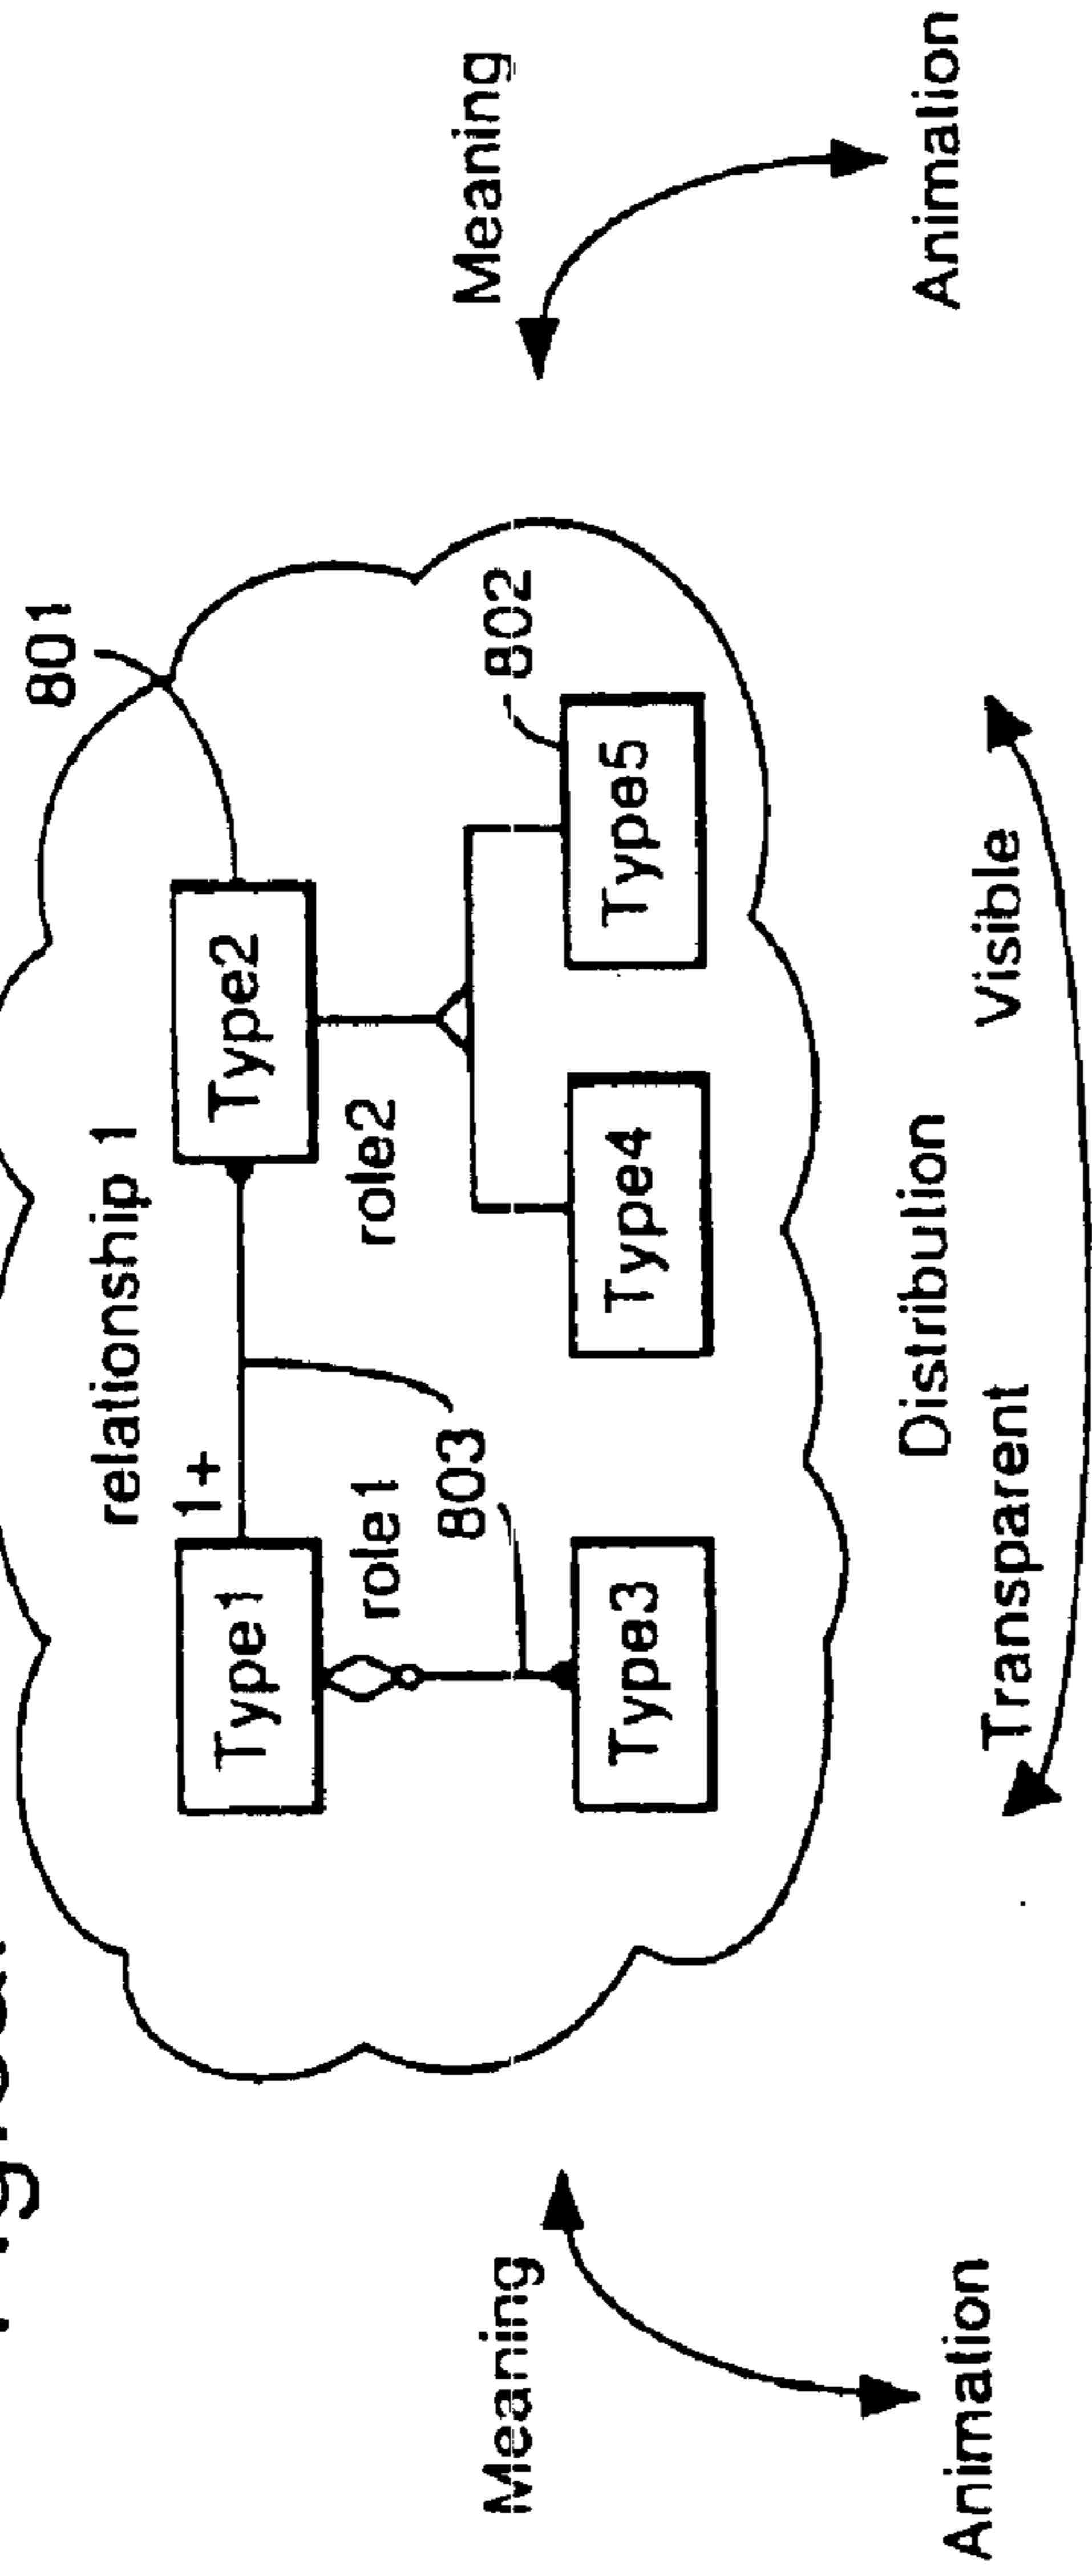 801
relationship 1
Type1
1+
Type2
role1
role2
803
802
Type3
Type4
Type5
Meaning
Meaning
Animation
Distribution
Animation
Transparent
Visible